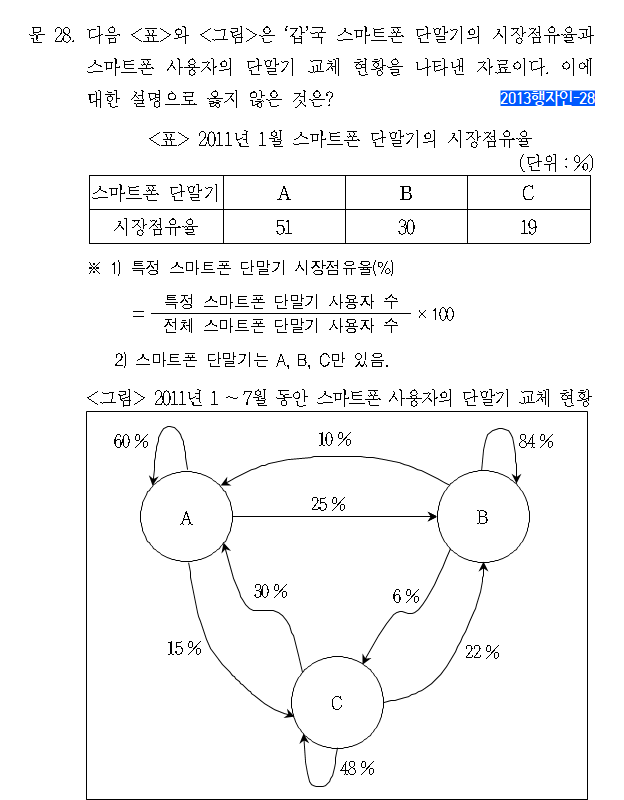 문 28. 다음 <표>와 <그림>은 ‘갑’국 스마트폰 단말기의 시장점유율과
스마트폰 사용자의 단말기 교체 현황을 나타낸 자료이다. 이에
대한 설명으로 옳지 않은 것은?
2013행자인-28
<표> 2011년 1월 스마트폰 단말기의 시장점유율
(단위 : %)
스마트폰 단말기 A B C
시장점유율 51 30 19
※ 1) 특정 스마트폰 단말기 시장점유율(%)
= 특정 스마트폰 단말기 사용자 수
전체 스마트폰 단말기 사용자 수 × 100
2) 스마트폰 단말기는 A, B, C만 있음.
<그림> 2011년 1 ~ 7월 동안 스마트폰 사용자의 단말기 교체 현황
60 % 10 % 84 %
25 %
A B
30 % 6 %
15 % 22 %
C
48 %